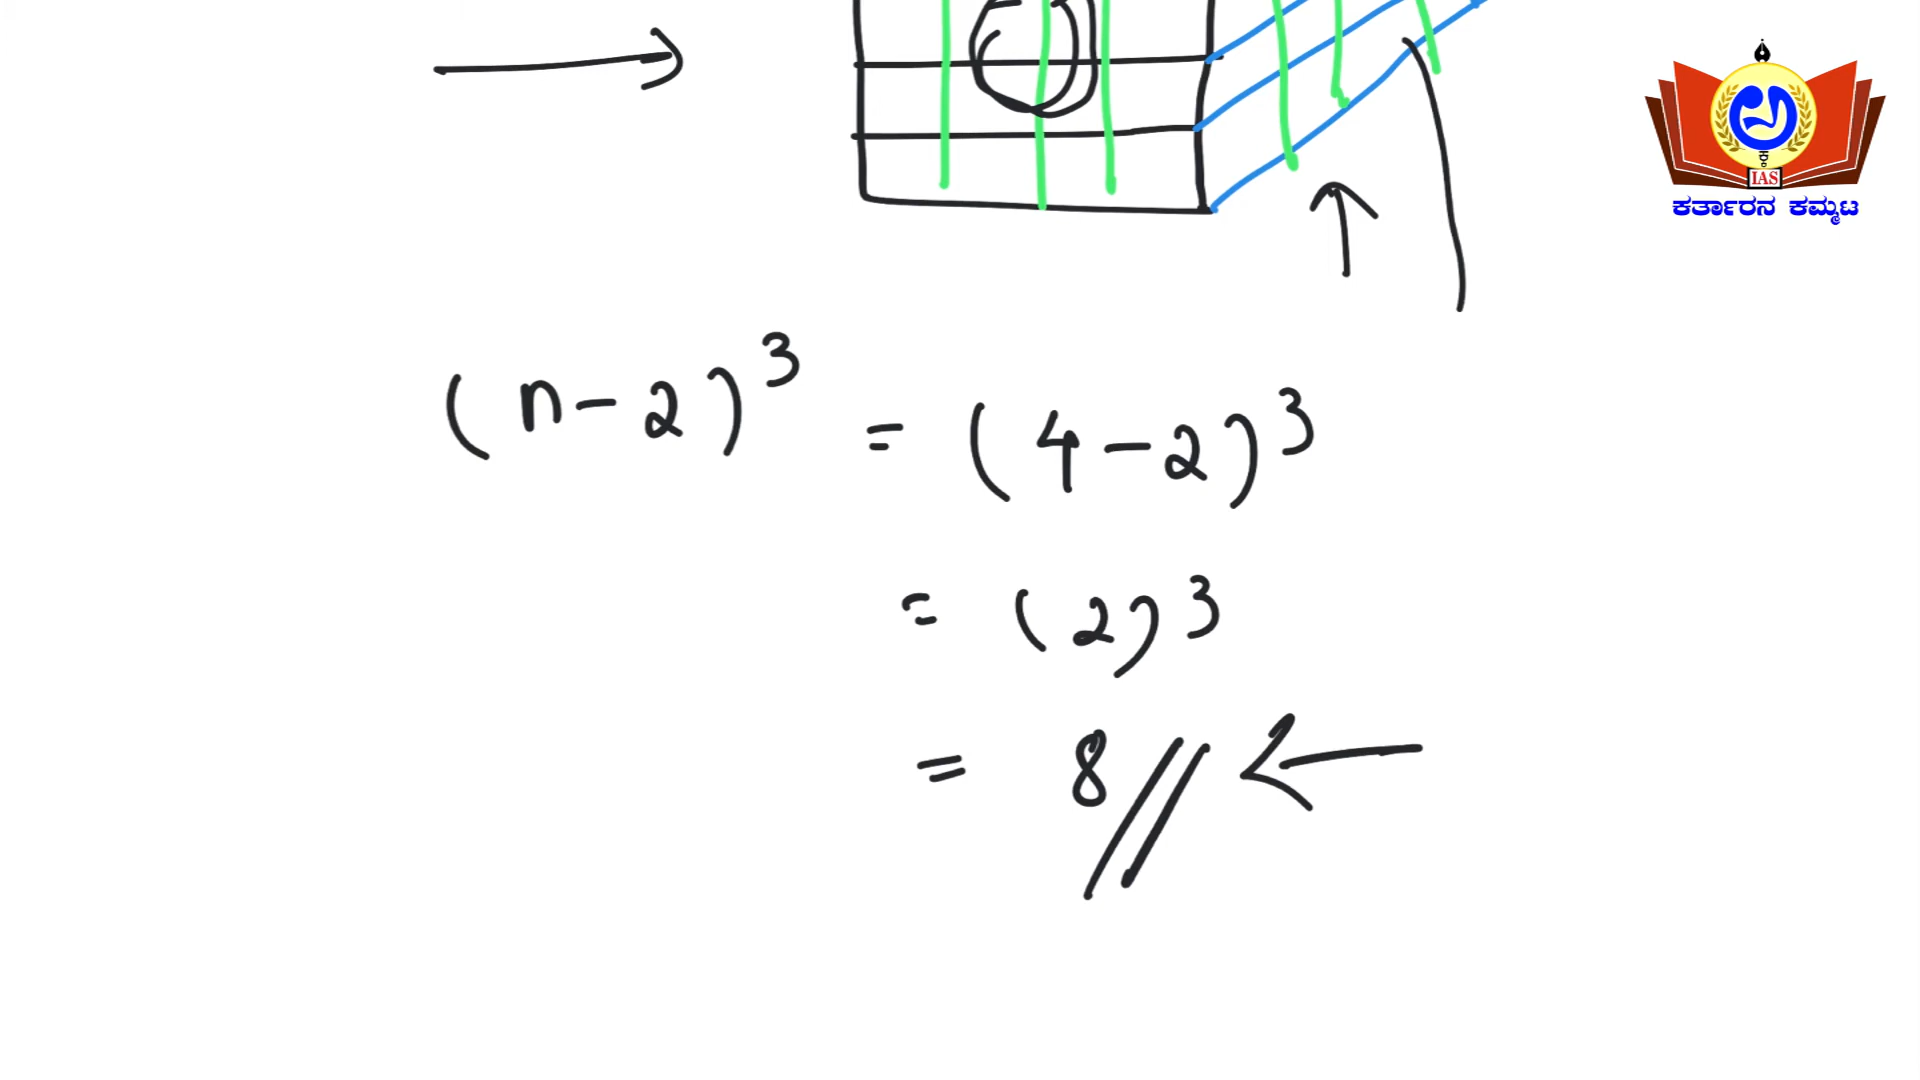 IAS
ಕರ್ತಾರನ ಕಮ್ಮಟ
(n-2)³ = (4-2)³
= (2)³
= 8//